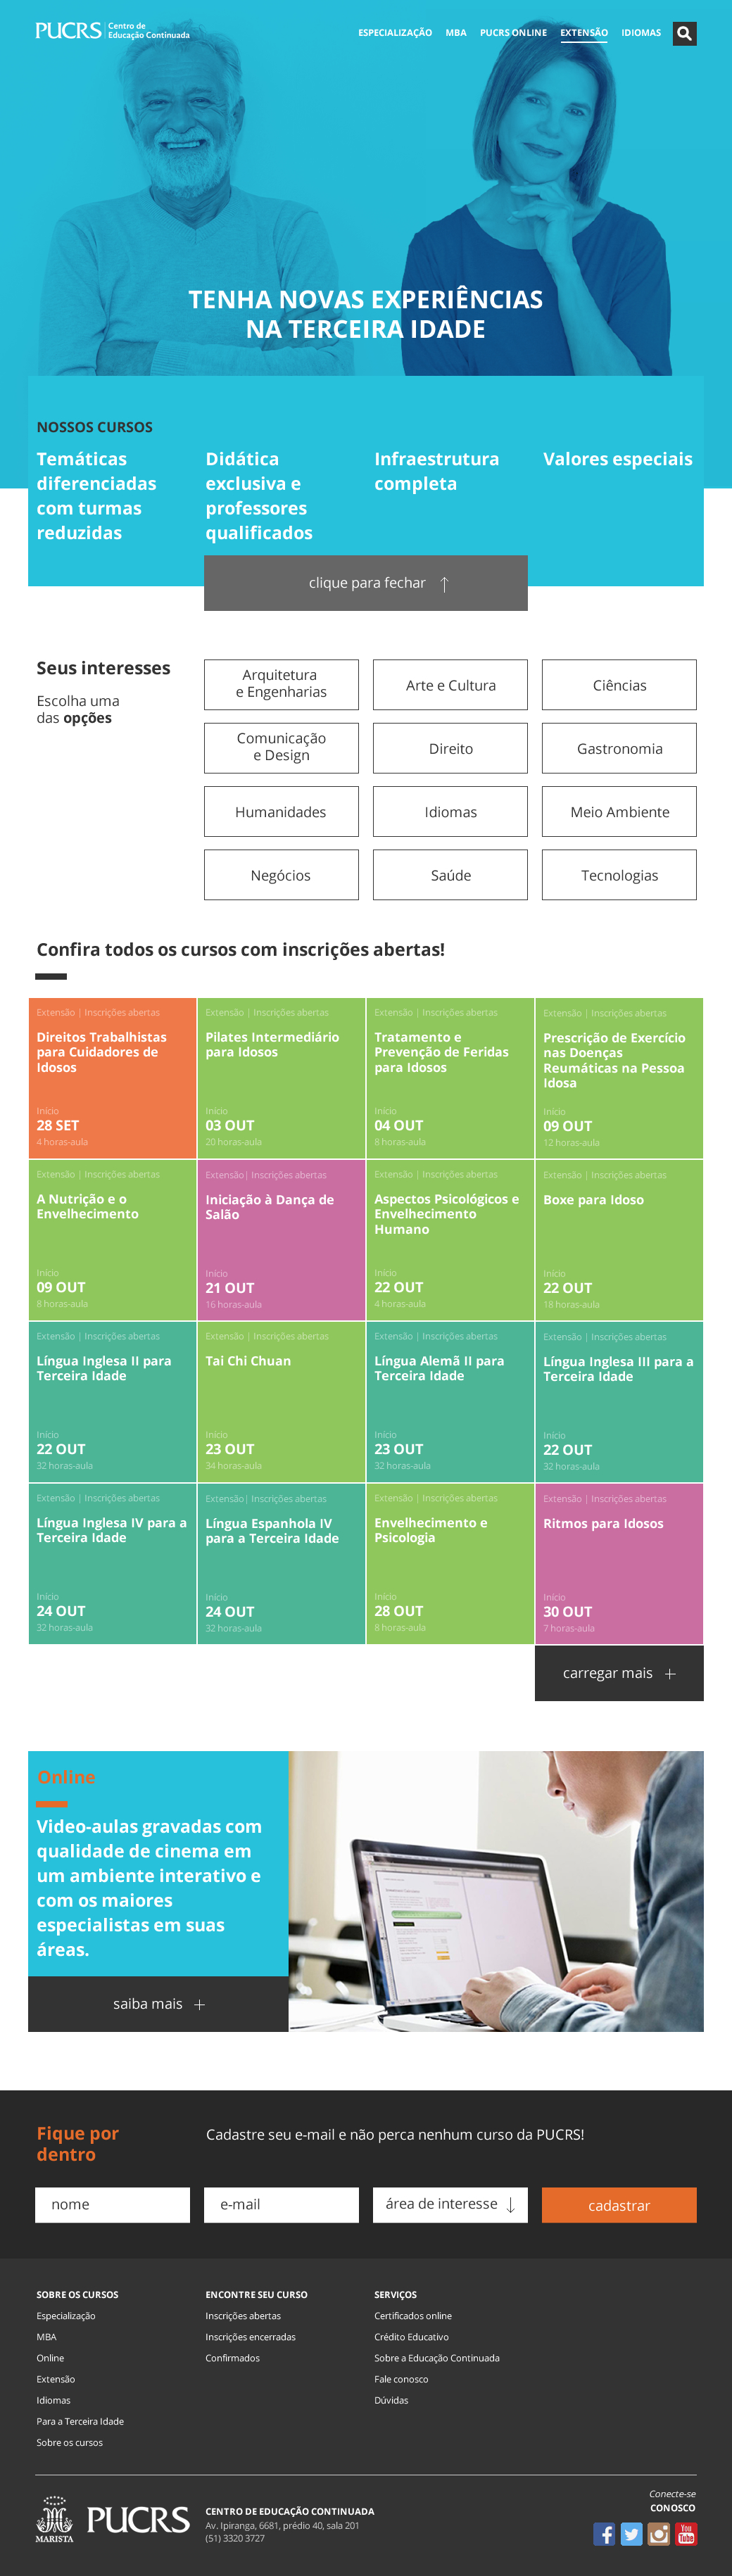 PUCRS Centro de
Educação Continuada
ESPECIALIZAÇÃO MBA PUCRS ONLINE EXTENSÃO IDIOMAS
TENHA NOVAS EXPERIÊNCIAS
NA TERCEIRA IDADE
NOSSOS CURSOS
Temáticas
diferenciadas
com turmas
reduzidas
Didática
exclusiva e
professores
qualificados
Infraestrutura
completa
Valores especiais
clique para fechar
Seus interesses
Escolha uma
das opções
Arquitetura
e Engenharias
Arte e Cultura
Ciências
Comunicação
e Design
Direito
Gastronomia
Humanidades
Idiomas
Meio Ambiente
Negócios
Saúde
Tecnologias
Confira todos os cursos com inscrições abertas!
Extensão | Inscrições abertas
Direitos Trabalhistas
para Cuidadores de
Idosos
Início
28 SET
4 horas-aula
Extensão | Inscrições abertas
Pilates Intermediário
para Idosos
Início
03 OUT
20 horas-aula
Extensão | Inscrições abertas
Tratamento e
Prevenção de Feridas
para Idosos
Início
04 OUT
8 horas-aula
Extensão | Inscrições abertas
Prescrição de Exercício
nas Doenças
Reumáticas na Pessoa
Idosa
Início
09 OUT
12 horas-aula
Extensão | Inscrições abertas
A Nutrição e o
Envelhecimento
Início
09 OUT
8 horas-aula
Extensão| Inscrições abertas
Iniciação à Dança de
Salão
Início
21 OUT
16 horas-aula
Extensão | Inscrições abertas
Aspectos Psicológicos e
Envelhecimento
Humano
Início
22 OUT
4 horas-aula
Extensão | Inscrições abertas
Boxe para Idoso
Início
22 OUT
18 horas-aula
Extensão | Inscrições abertas
Língua Inglesa II para
Terceira Idade
Início
22 OUT
32 horas-aula
Extensão | Inscrições abertas
Tai Chi Chuan
Início
23 OUT
34 horas-aula
Extensão | Inscrições abertas
Língua Alemã II para
Terceira Idade
Início
23 OUT
32 horas-aula
Extensão | Inscrições abertas
Língua Inglesa III para a
Terceira Idade
Início
22 OUT
32 horas-aula
Extensão | Inscrições abertas
Língua Inglesa IV para a
Terceira Idade
Início
24 OUT
32 horas-aula
Extensão| Inscrições abertas
Língua Espanhola IV
para a Terceira Idade
Início
24 OUT
32 horas-aula
Extensão | Inscrições abertas
Envelhecimento e
Psicologia
Início
28 OUT
8 horas-aula
Extensão | Inscrições abertas
Ritmos para Idosos
Início
30 OUT
7 horas-aula
carregar mais
Online
Video-aulas gravadas com
qualidade de cinema em
um ambiente interativo e
com os maiores
especialistas em suas
áreas.
saiba mais
Fique por
dentro
Cadastre seu e-mail e não perca nenhum curso da PUCRS!
nome
e-mail
área de interesse
cadastrar
SOBRE OS CURSOS
Especialização
MBA
Online
Extensão
Idiomas
Para a Terceira Idade
Sobre os cursos
ENCONTRE SEU CURSO
Inscrições abertas
Inscrições encerradas
Confirmados
SERVIÇOS
Certificados online
Crédito Educativo
Sobre a Educação Continuada
Fale conosco
Dúvidas
MARISTA
PUCRS
CENTRO DE EDUCAÇÃO CONTINUADA
Av. Ipiranga, 6681, prédio 40, sala 201
(51) 3320 3727
Conecte-se
CONOSCO
You
Tube